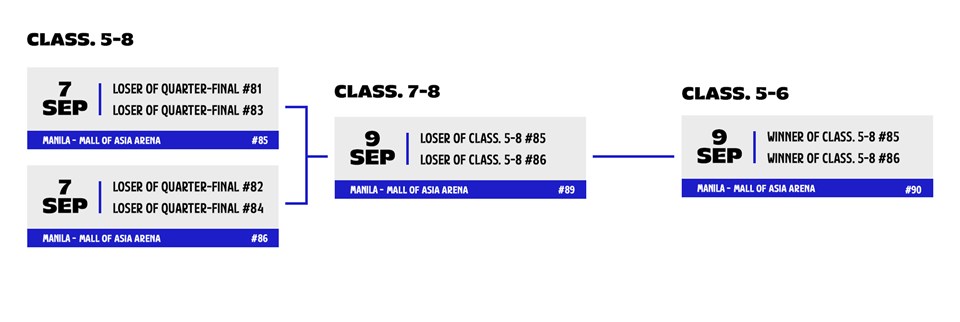 CLASS. 5-8
7 SEP
LOSER OF QUARTER-FINAL #81
LOSER OF QUARTER-FINAL #83
MANILA - MALL OF ASIA ARENA #85
7 SEP
LOSER OF QUARTER-FINAL #82
LOSER OF QUARTER-FINAL #84
MANILA - MALL OF ASIA ARENA #86
CLASS. 7-8
9 SEP
LOSER OF CLASS. 5-8 #85
LOSER OF CLASS. 5-8 #86
MANILA - MALL OF ASIA ARENA #89
CLASS. 5-6
9 SEP
WINNER OF CLASS. 5-8 #85
WINNER OF CLASS. 5-8 #86
MANILA - MALL OF ASIA ARENA #90